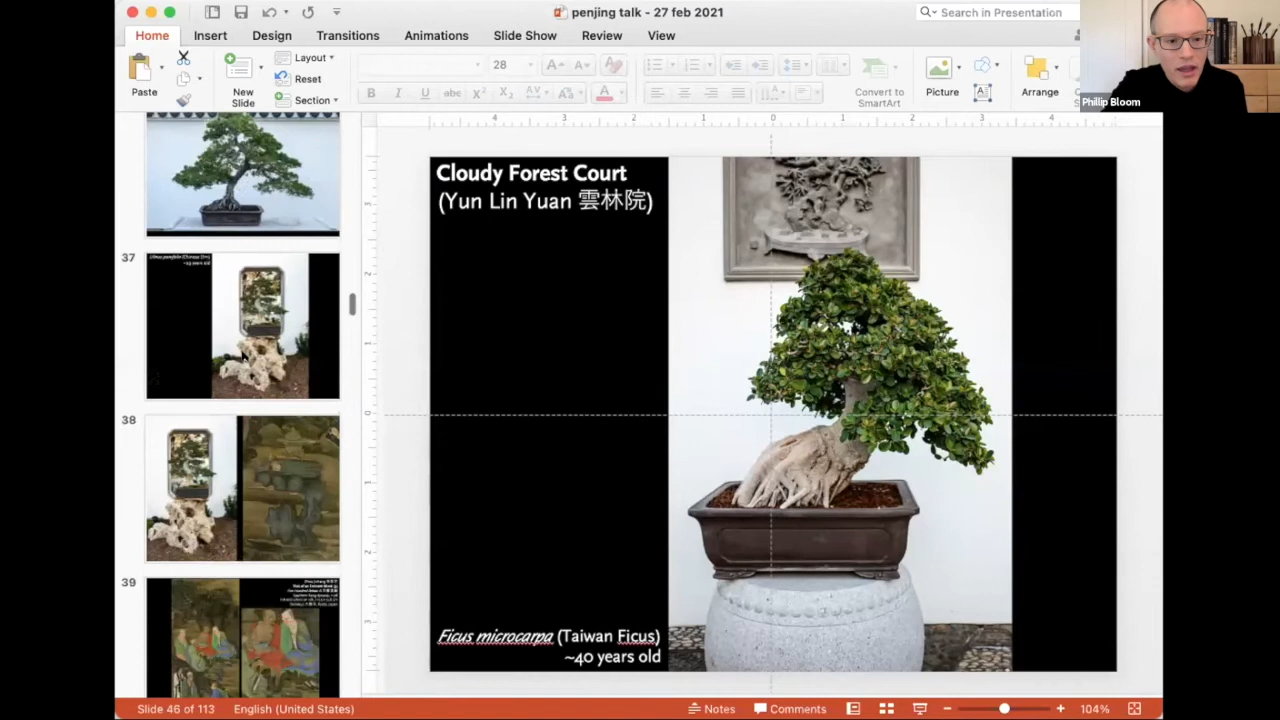 penjing talk - 27 feb 2021
Search in Presentation
Home Insert Design Transitions Animations Slide Show Review View
Paste
New
Slide
Layout
Reset
Section
28
Convert to
SmartArt
Picture
Arrange
Philip Bloom
37
38
39
Cloudy Forest Court
(Yun Lin Yuan 雲林院)
Ficus microcarpa (Taiwan Ficus)
~40 years old
Slide 46 of 113 English (United States) Notes Comments 104%